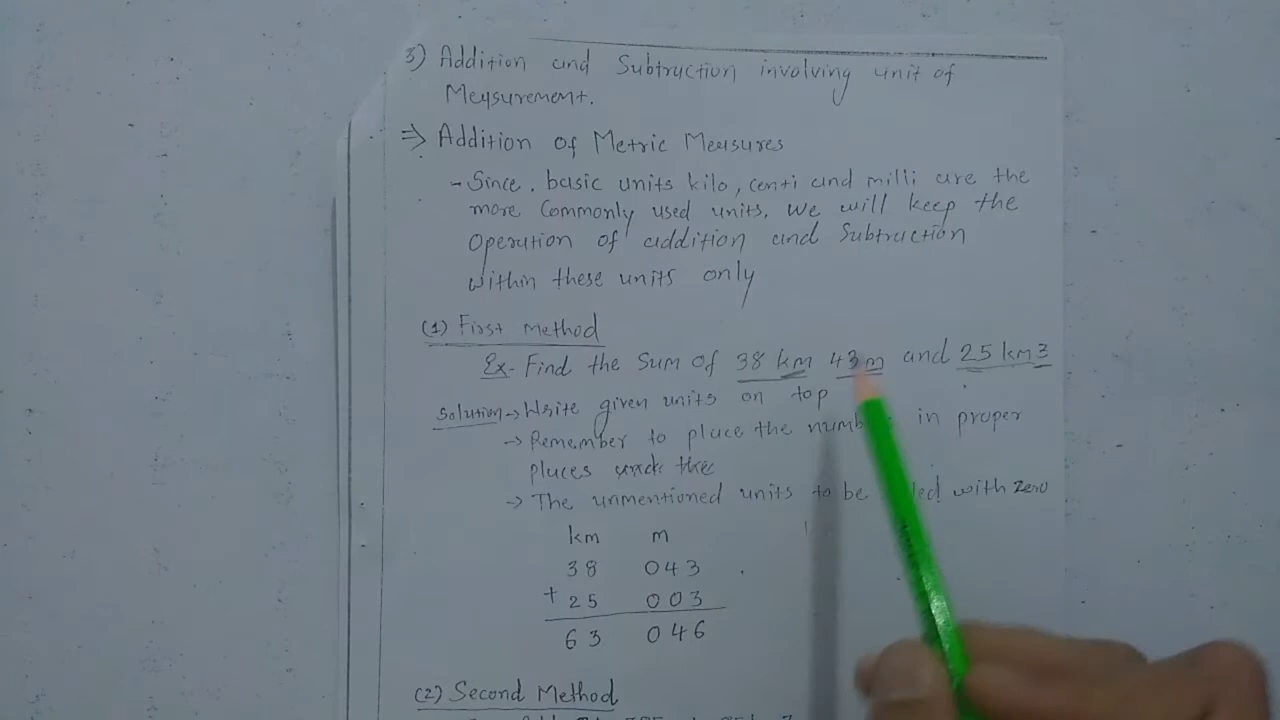 3) Addition and Subtruction involving unit of
Measurement.
⇒ Addition of Metric Measures
- Since, basic units kilo, centi and milli are the
more commonly used units. We will keep the
Operation of addition and Subtruction
within these units only
(1) First Method
Ex- Find the Sum of 38 km 43 m and 25 km 3
Solution → Write given units on top
→ Remember to place the in proper
places
→ The unmentioned units to be with zero
km m
38 043
+ 25 003
63 046
(2) Second Method